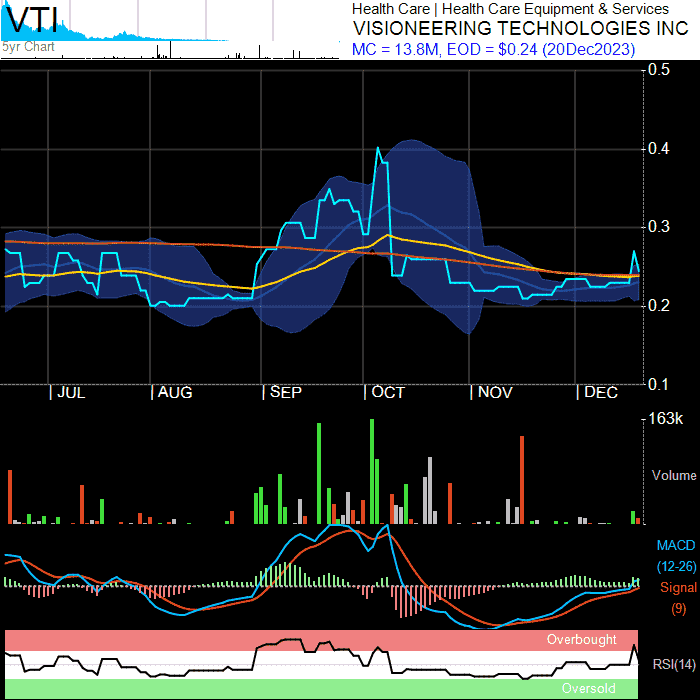 VTI
5yr Chart
Health Care | Health Care Equipment & Services
VISIONEERING TECHNOLOGIES INC
MC = 13.8M, EOD = $0.24 (20Dec2023)
0.5
0.4
0.3
0.2
0.1
JUL
AUG
SEP
OCT
NOV
DEC
163k
Volume
MACD
(12-26)
Signal
(9)
Overbought
RSI(14)
Oversold